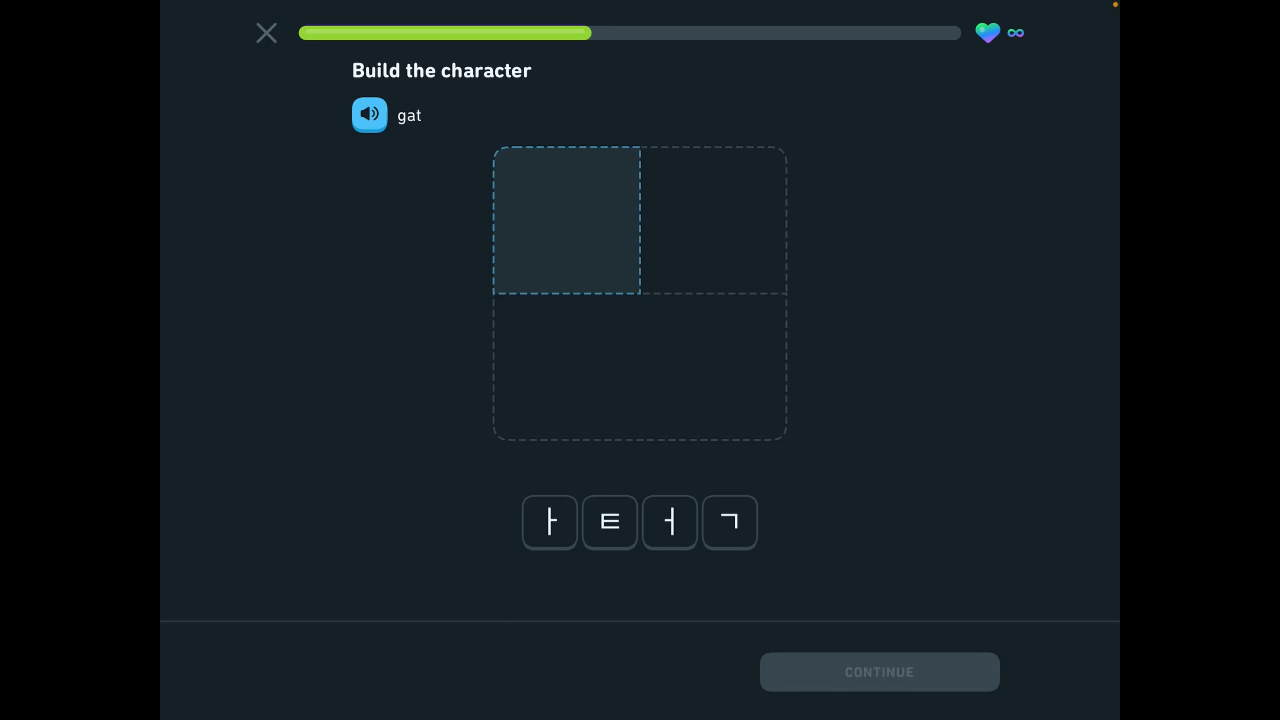 ∞
Build the character
gat
ㅏ ㅌ ㅓ ㄱ
CONTINUE